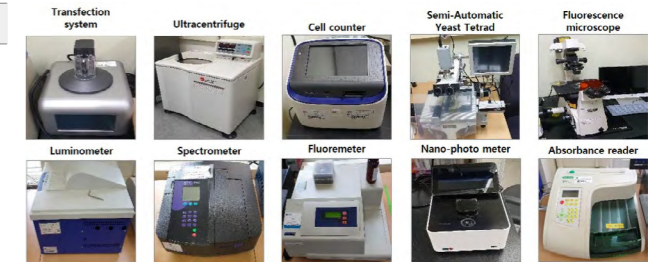 Transfection
system
Ultracentrifuge
Cell counter
Semi-Automatic
Yeast Tetrad
Fluorescence
microscope
Luminometer
Spectrometer
Fluoremeter
Nano-photo meter
Absorbance reader